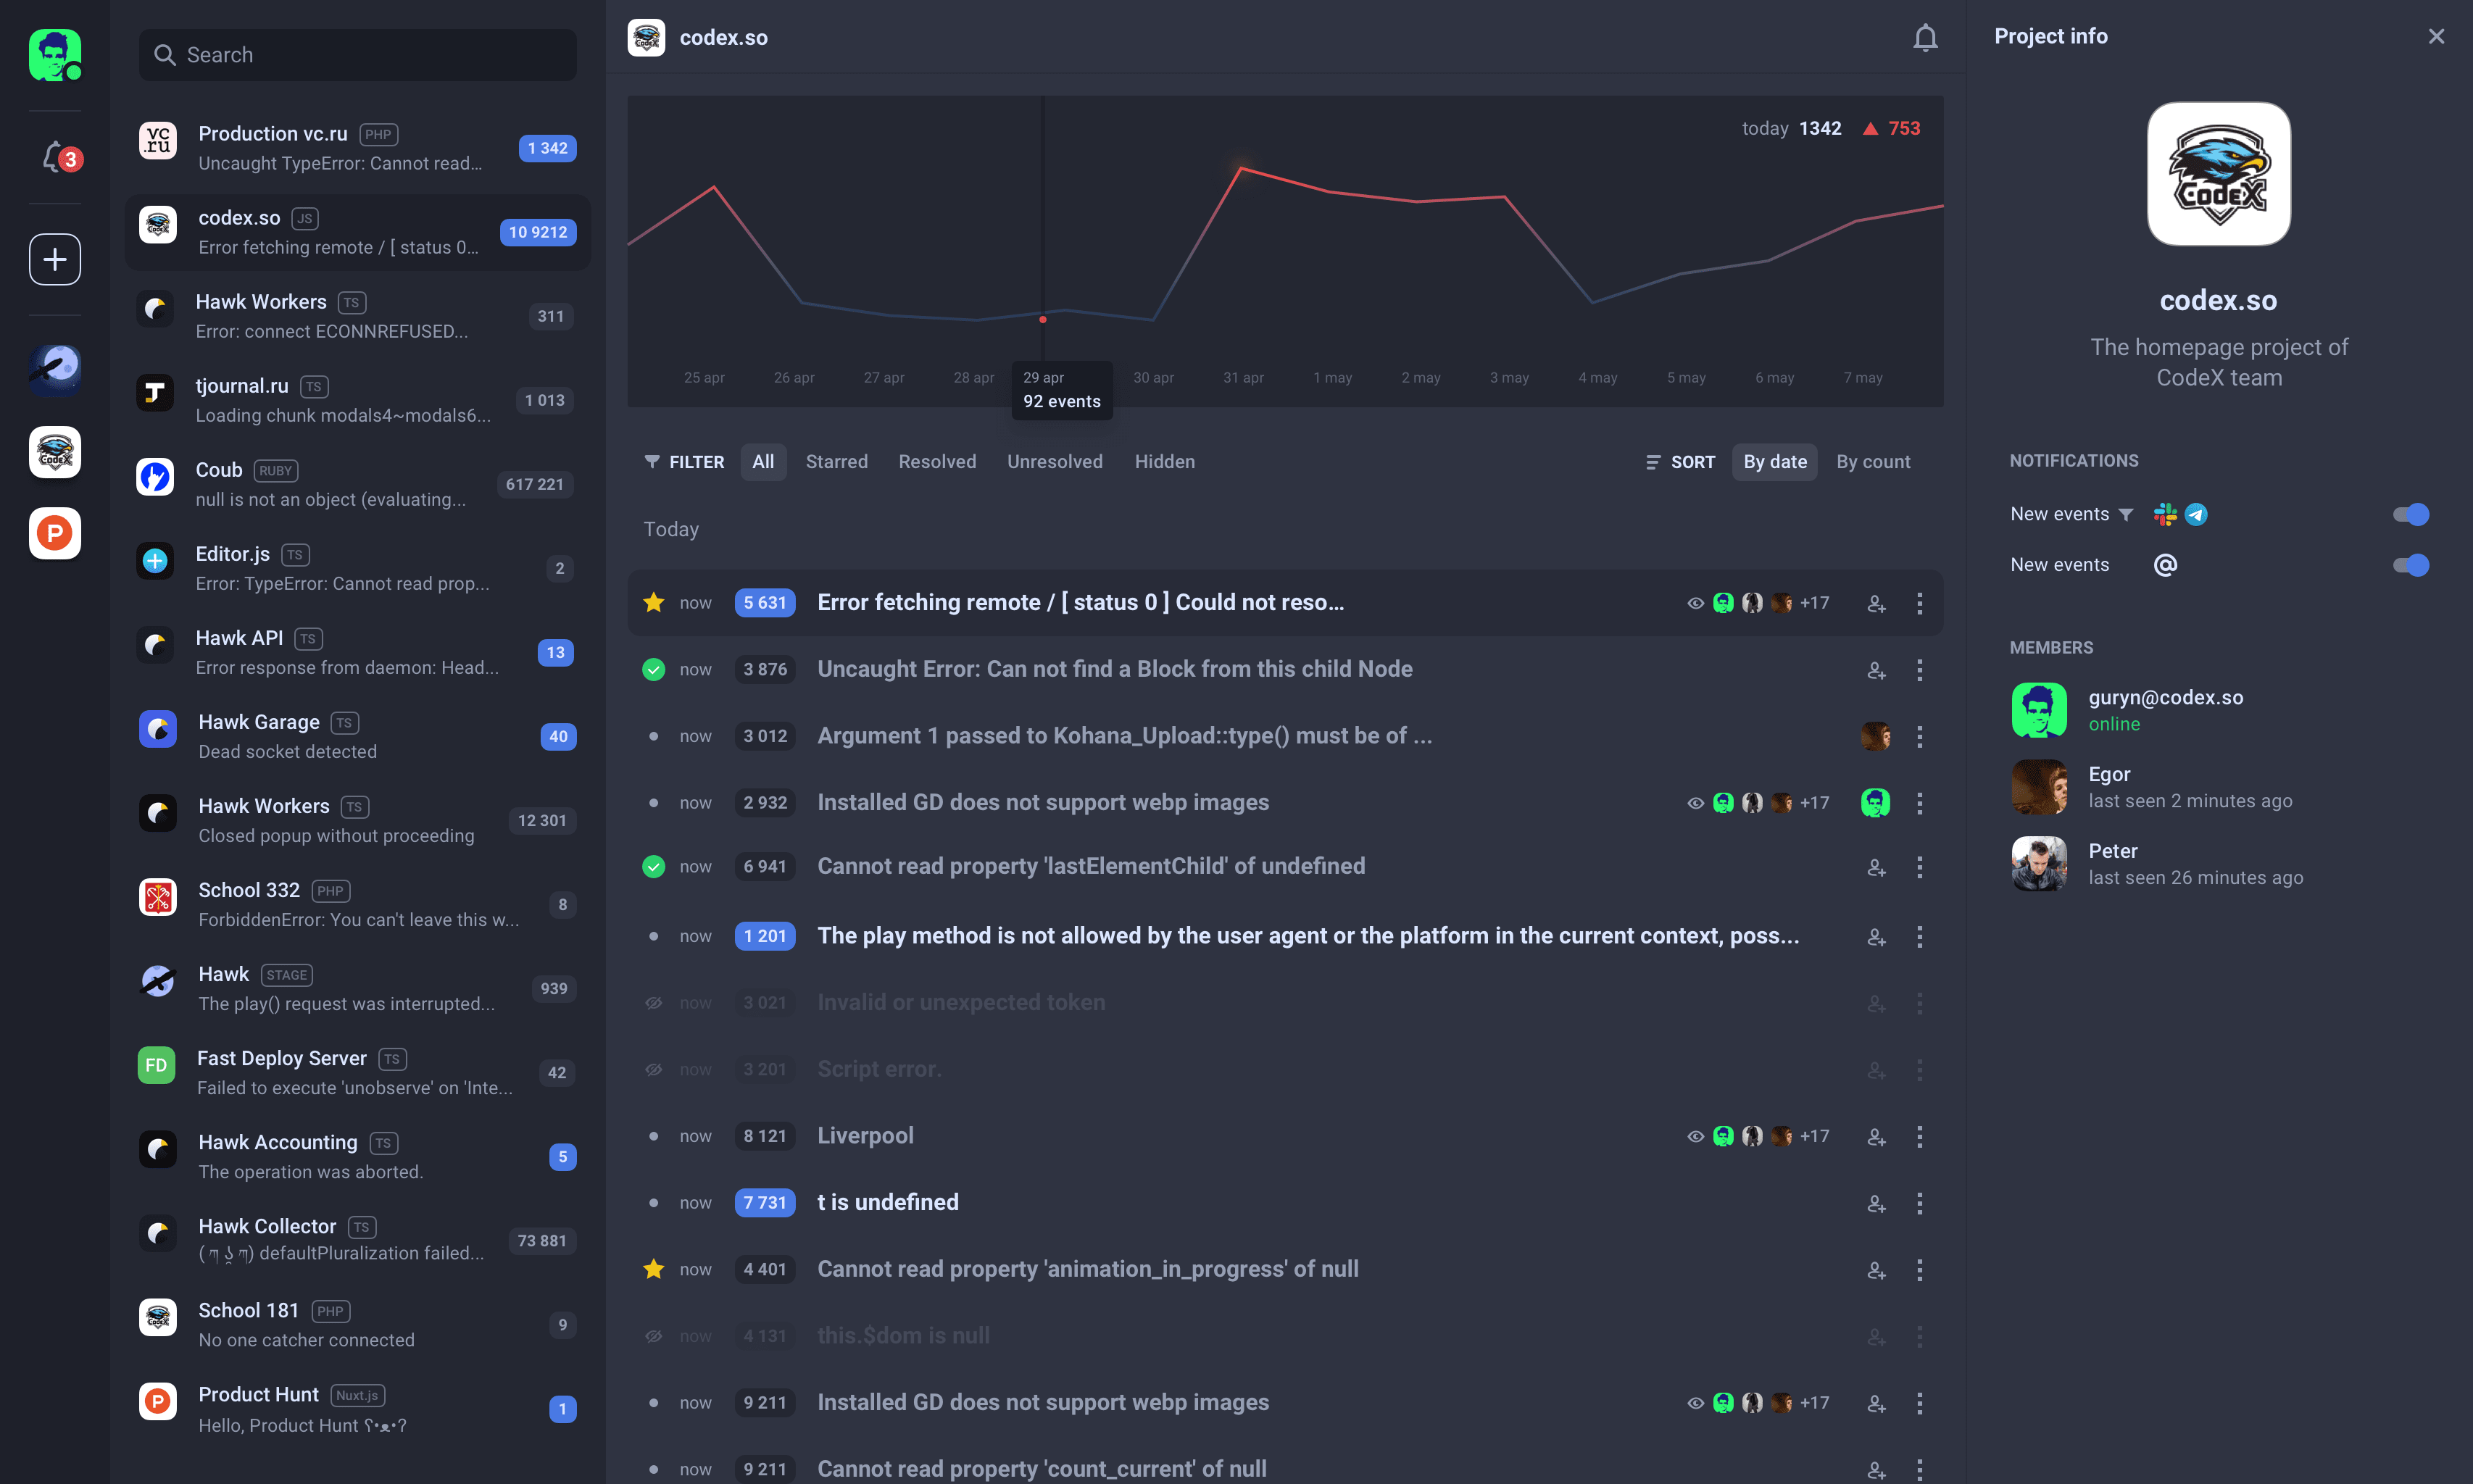 3
Search
vc
.ru
Production vc.ru PHP
Uncaught TypeError: Cannot read...
1 342
codex.so JS
Error fetching remote / [ status 0...
10 9212
Hawk Workers TS
Error: connect ECONNREFUSED...
311
tjournal.ru TS
Loading chunk modals4~modals6...
1 013
Coub RUBY
null is not an object (evaluating...
617 221
Editor.js TS
Error: TypeError: Cannot read prop...
2
Hawk API TS
Error response from daemon: Head...
13
Hawk Garage TS
Dead socket detected
40
Hawk Workers TS
Closed popup without proceeding
12 301
School 332 PHP
ForbiddenError: You can't leave this w...
8
Hawk STAGE
The play() request was interrupted...
939
FD
Fast Deploy Server TS
Failed to execute 'unobserve' on 'Inte...
42
Hawk Accounting TS
The operation was aborted.
5
Hawk Collector TS
defaultPluralization failed...
73 881
School 181 PHP
No one catcher connected
9
P
Product Hunt Nuxt.js
Hello, Product Hunt ʕ•ᴥ•ʔ
1
CodeX
P
codex.so
today 1342 753
25 apr 26 apr 27 apr 28 apr 29 apr 30 apr 31 apr 1 may 2 may 3 may 4 may 5 may 6 may 7 may
92 events
FILTER All Starred Resolved Unresolved Hidden SORT By date By count
Today
now 5 631 Error fetching remote / [ status 0 ] Could not reso... +17
now 3 876 Uncaught Error: Can not find a Block from this child Node
now 3 012 Argument 1 passed to Kohana_Upload::type() must be of ...
now 2 932 Installed GD does not support webp images +17
now 6 941 Cannot read property 'lastElementChild' of undefined
now 1 201 The play method is not allowed by the user agent or the platform in the current context, poss...
now 3 021 Invalid or unexpected token
now 3 201 Script error.
now 8 121 Liverpool +17
now 7 731 t is undefined
now 4 401 Cannot read property 'animation_in_progress' of null
now 4 131 this.$dom is null
now 9 211 Installed GD does not support webp images +17
now 9 211 Cannot read property 'count_current' of null
Project info
CodeX
codex.so
The homepage project of
CodeX team
NOTIFICATIONS
New events
New events @
MEMBERS
guryn@codex.so
online
Egor
last seen 2 minutes ago
Peter
last seen 26 minutes ago